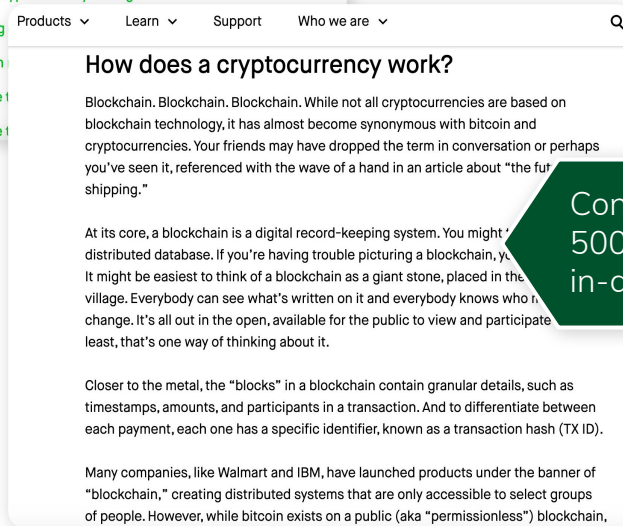 Products Learn Support Who we are
How does a cryptocurrency work?
Blockchain. Blockchain. Blockchain. While not all cryptocurrencies are based on
blockchain technology, it has almost become synonymous with bitcoin and
cryptocurrencies. Your friends may have dropped the term in conversation or perhaps
you’ve seen it, referenced with the wave of a hand in an article about “the
shipping.”
At its core, a blockchain is a digital record-keeping system. You might
distributed database. If you’re having trouble picturing a blockchain,
It might be easiest to think of a blockchain as a giant stone, placed in the
village. Everybody can see what’s written on it and everybody knows who
change. It’s all out in the open, available for the public to view and participate
least, that’s one way of thinking about it.
Closer to the metal, the “blocks” in a blockchain contain granular details, such as
timestamps, amounts, and participants in a transaction. And to differentiate between
each payment, each one has a specific identifier, known as a transaction hash (TX ID).
Many companies, like Walmart and IBM, have launched products under the banner of
“blockchain,” creating distributed systems that are only accessible to select groups
of people. However, while bitcoin exists on a public (aka “permissionless”) blockchain,
500